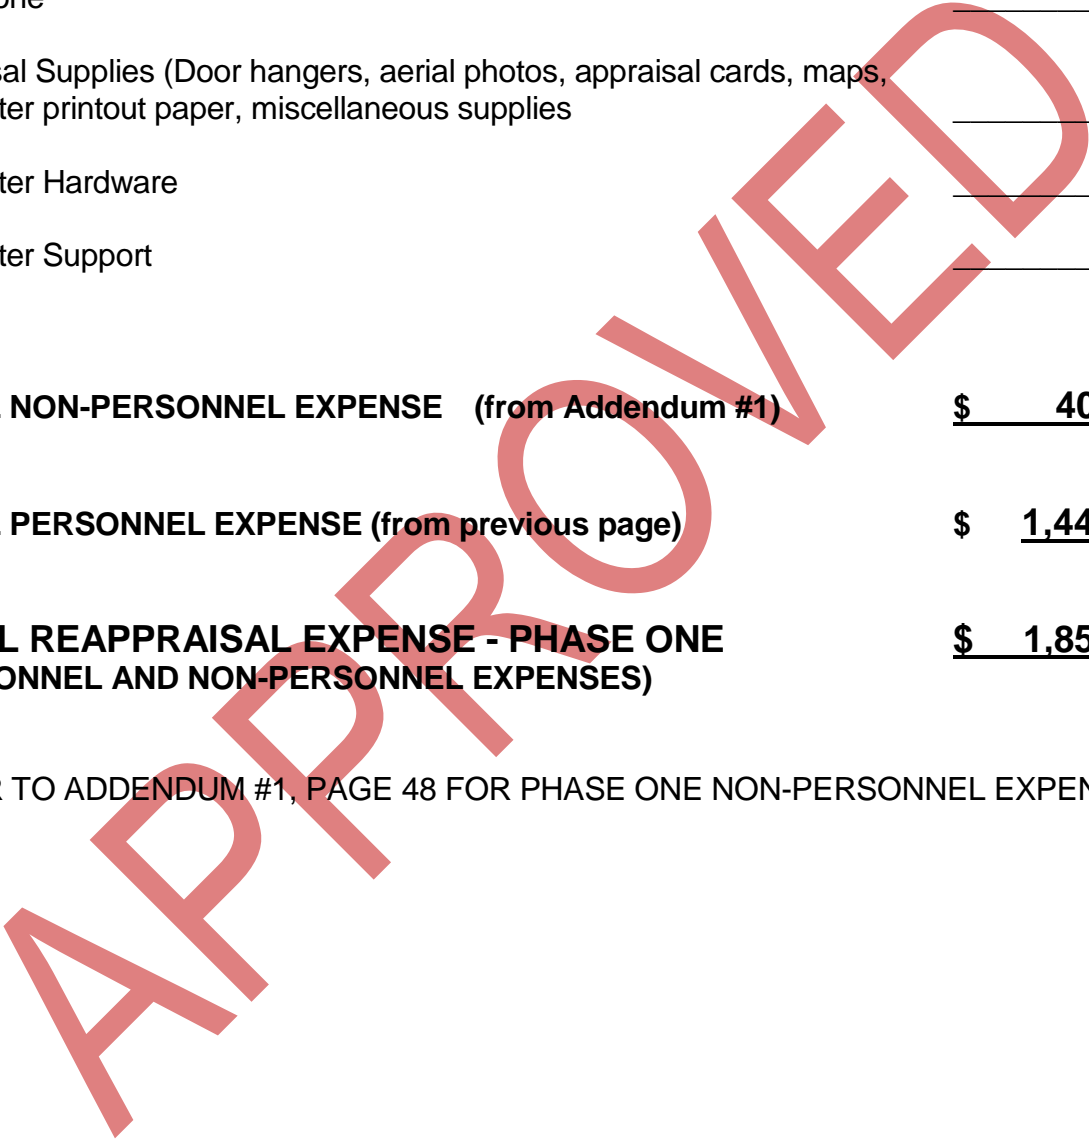 one
sal Supplies (Door hangers, aerial photos, appraisal cards, maps,
ter printout paper, miscellaneous supplies
ter Hardware
ter Support
NON-PERSONNEL EXPENSE (from Addendum #1) $ 40
PERSONNEL EXPENSE (from previous page) $ 1,44
L REAPPRAISAL EXPENSE - PHASE ONE $ 1,85
ONNEL AND NON-PERSONNEL EXPENSES)
R TO ADDENDUM #1, PAGE 48 FOR PHASE ONE NON-PERSONNEL EXPEN
APPROVED